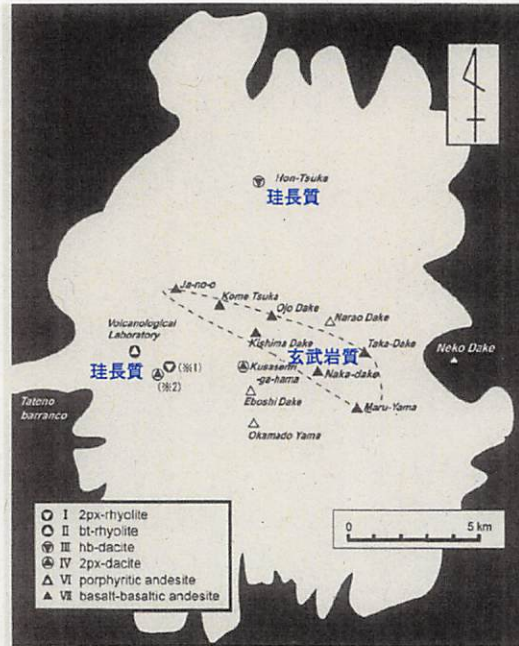 Hon-Tsuka
珪長質
Ja-no-o
Kome Tsuka
Ojo Dake
Narao Dake
Volcanological
Laboratory
Kishima Dake
Taka-Dake
Neko Dake
玄武岩質
珪長質
(※1)
(※2)
Kusasenri
-ga-hama
Naka-dake
Eboshi Dake
Maru-Yama
Tateno
barranco
Okamado Yama
I 2px-rhyolite
II bt-rhyolite
III hb-dacite
IV 2px-dacite
VI porphyritic andesite
VII basalt-basaltic andesite
0 5 km